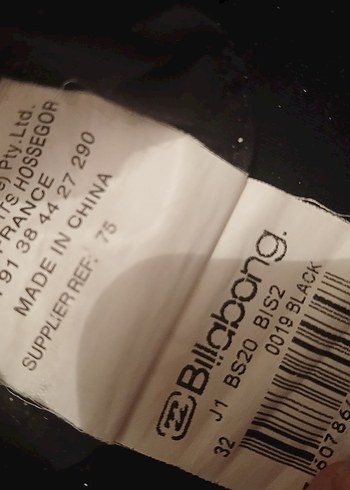 Pty.Ltd.
HOSSEGOR
FRANCE
91 38 44 27 290
MADE IN CHINA
SUPPLIER REF: 75
Billabong.
J1 BS20 BIS2
32 0019 BLACK